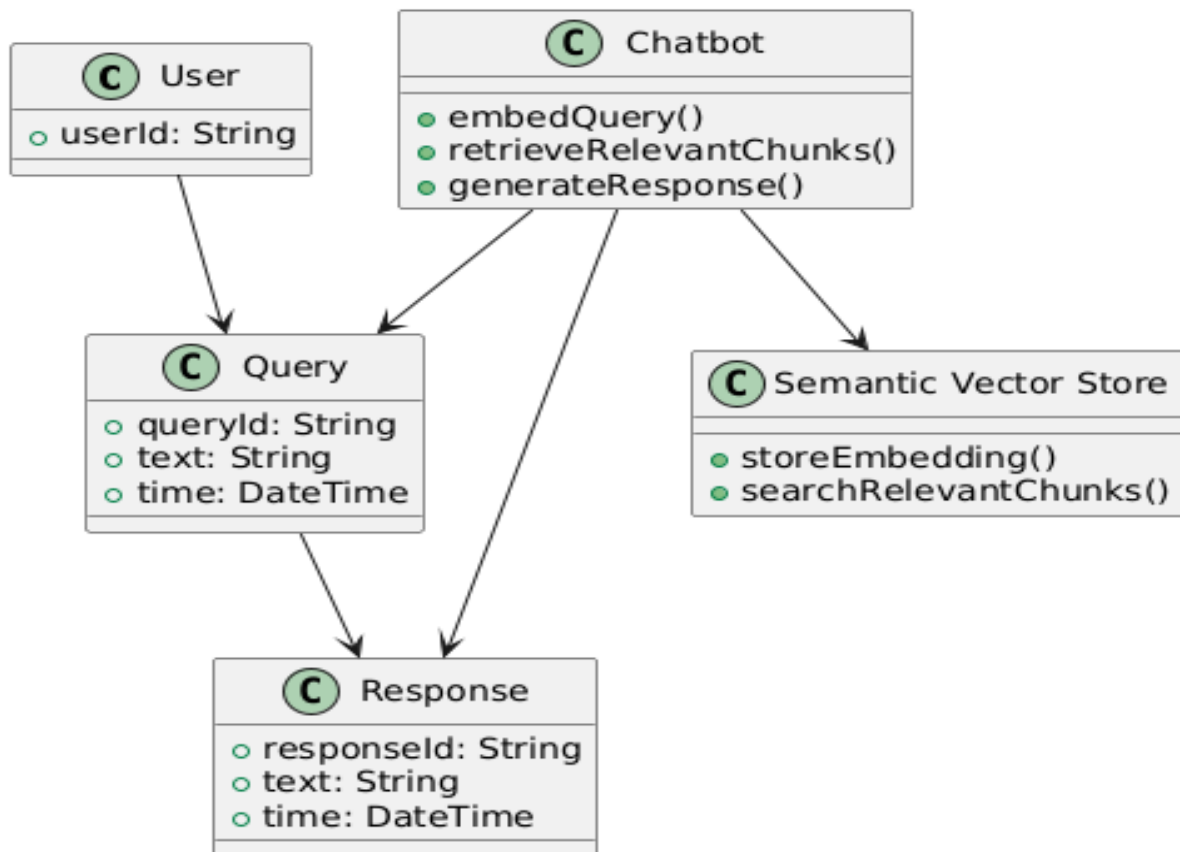 C User
userId: String
C Chatbot
embedQuery()
retrieveRelevantChunks()
generateResponse()
C Query
queryId: String
text: String
time: DateTime
C Semantic Vector Store
storeEmbedding()
searchRelevantChunks()
C Response
responseId: String
text: String
time: DateTime